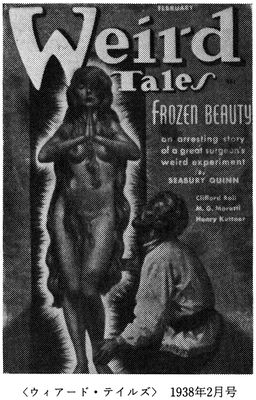 FEBRUARY
Weird
Tales
FROZEN BEAUTY
an arresting story
of a great surgeon's
weird experiment
by
SEABURY QUINN
Clifford Ball
M. G. Moretti
Henry Kuttner
〈ウィアード・テイルズ〉 1938年2月号